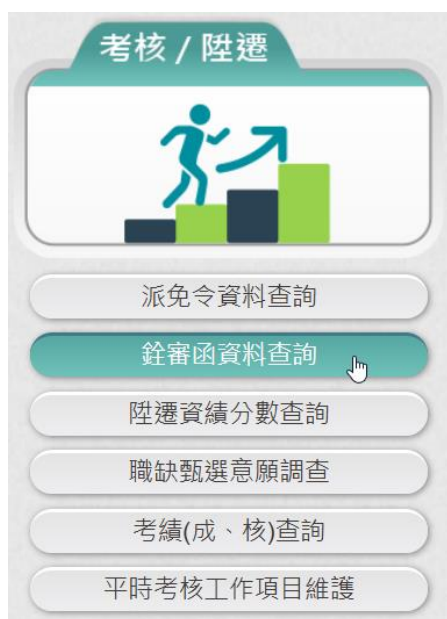 考核 / 陞遷
派免令資料查詢
銓審函資料查詢
陞遷資績分數查詢
職缺甄選意願調查
考績(成、核)查詢
平時考核工作項目維護